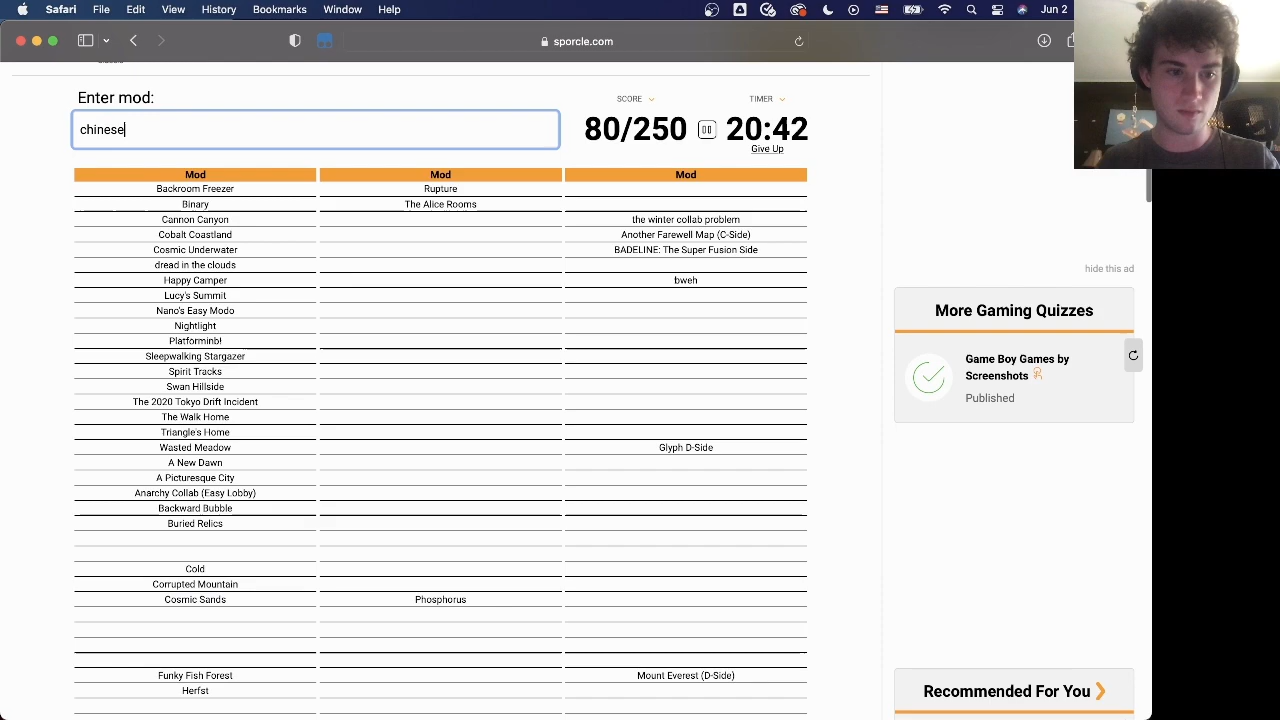 Safari File Edit View History Bookmarks Window Help Jun 2
sporcle.com
Enter mod:
chinese
SCORE
80/250
TIMER
20:42
Give Up
Mod Mod Mod
Backroom Freezer Rupture
Binary The Alice Rooms
Cannon Canyon the winter collab problem
Cobalt Coastland Another Farewell Map (C-Side)
Cosmic Underwater BADELINE: The Super Fusion Side
dread in the clouds
Happy Camper bweh
Lucy's Summit
Nano's Easy Modo
Nightlight
Platforminb!
Sleepwalking Stargazer
Spirit Tracks
Swan Hillside
The 2020 Tokyo Drift Incident
The Walk Home
Triangle's Home
Wasted Meadow Glyph D-Side
A New Dawn
A Picturesque City
Anarchy Collab (Easy Lobby)
Backward Bubble
Buried Relics
Cold
Corrupted Mountain
Cosmic Sands Phosphorus
Funky Fish Forest Mount Everest (D-Side)
Herfst
hide this ad
More Gaming Quizzes
Game Boy Games by
Screenshots
Published
Recommended For You